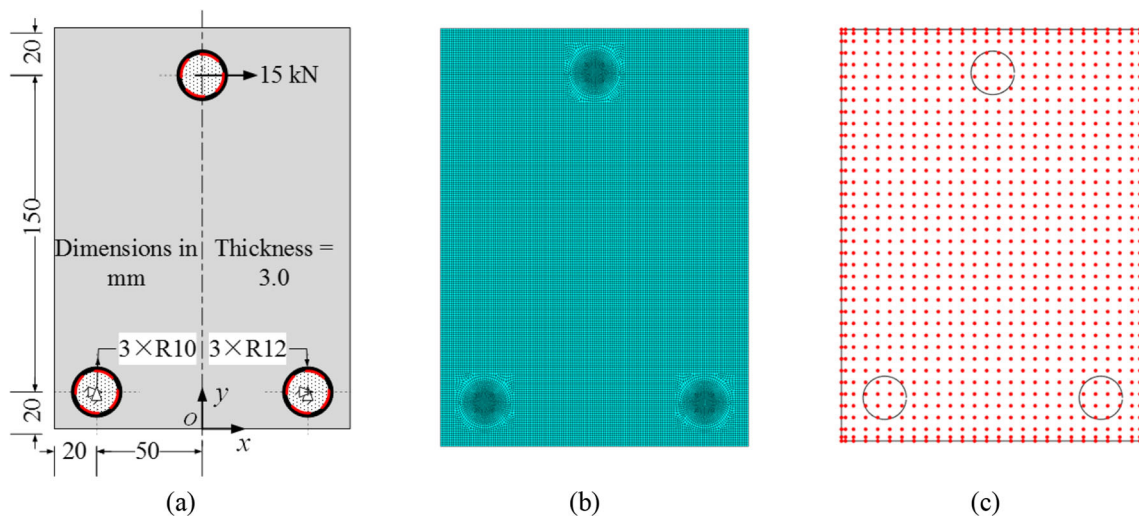 20
15 kN
150
Dimensions in
mm
Thickness =
3.0
3×R10
3×R12
20
y
O
x
20
50
(a)
(b)
(c)